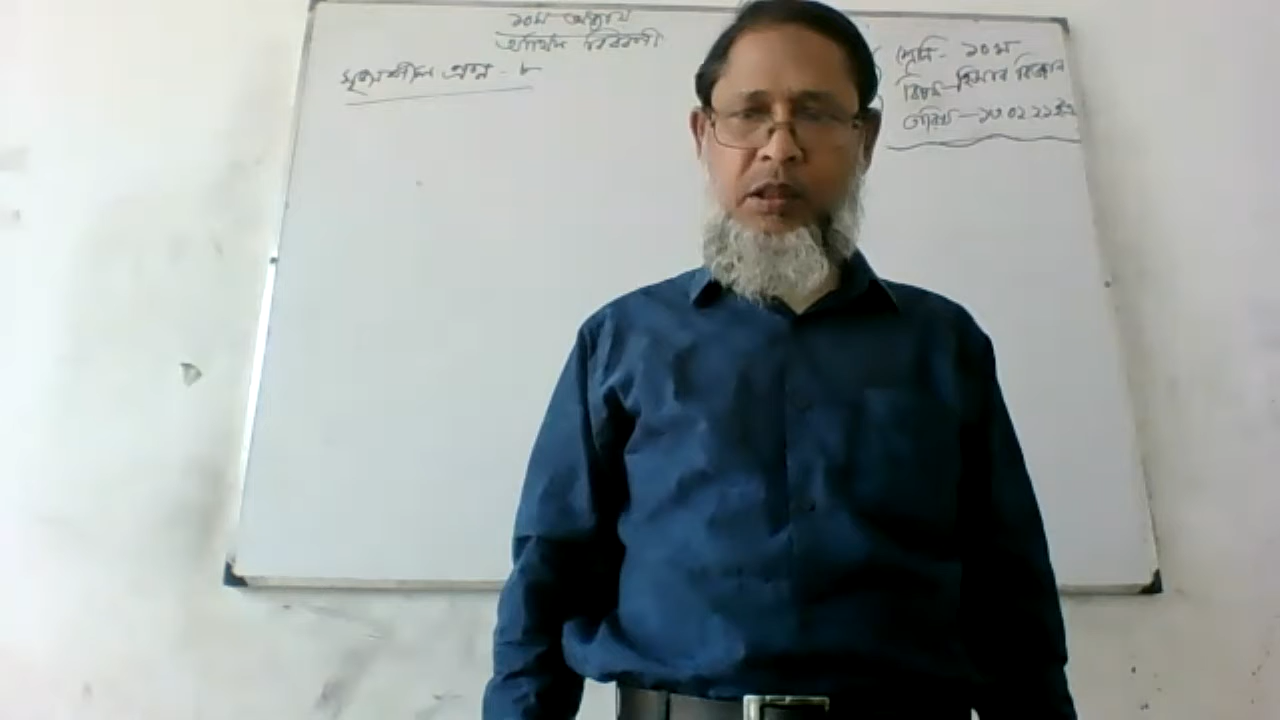 ১০ম অধ্যায়
আর্থিক বিবরণী
সৃজনশীল প্রশ্ন - ৮
শ্রেণি - ১০ম
বিষয় - হিসাব বিজ্ঞান
তারিখ -